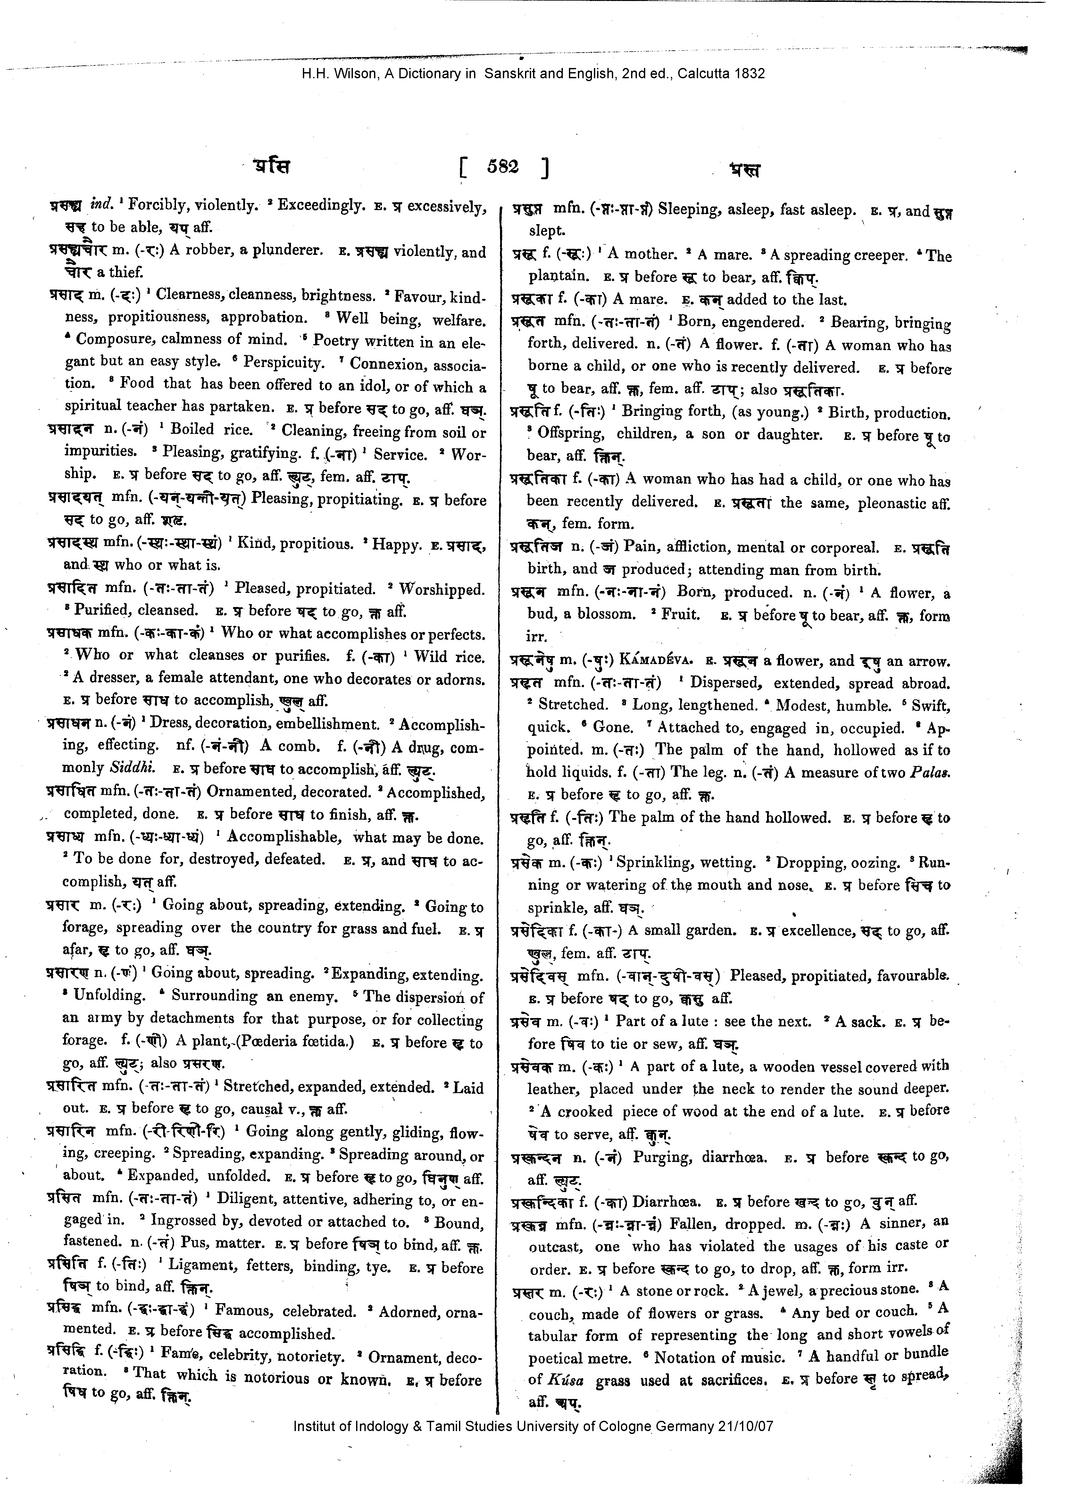 H.H. Wilson, A Dictionary in Sanskrit and English, 2nd ed., Calcutta 1832
प्रसि [ 582 ] प्रस्त
प्रसह्य ind. ¹ Forcibly, violently. ² Exceedingly. E. प्र excessively,
सह to be able, यप् aff.
प्रसह्यचौर m. (-रः) A robber, a plunderer. E. प्रसह्य violently, and
चौर a thief.
प्रसाद m. (-दः) ¹ Clearness, cleanness, brightness. ² Favour, kind-
ness, propitiousness, approbation. ³ Well being, welfare.
⁴ Composure, calmness of mind. ⁵ Poetry written in an ele-
gant but an easy style. ⁶ Perspicuity. ⁷ Connexion, associa-
tion. ⁸ Food that has been offered to an idol, or of which a
spiritual teacher has partaken. E. प्र before सद to go, aff. घञ्.
प्रसादन n. (-नं) ¹ Boiled rice. ² Cleaning, freeing from soil or
impurities. ³ Pleasing, gratifying. f. (-ना) ¹ Service. ² Wor-
ship. E. प्र before सद to go, aff. ल्युट्, fem. aff. टाप्.
प्रसादयत् mfn. (-यन्-यन्ती-यत्) Pleasing, propitiating. E. प्र before
सद to go, aff. शतृ.
प्रसादस्थ mfn. (-स्थः-स्था-स्थं) ¹ Kind, propitious. ² Happy. E. प्रसाद,
and स्थ who or what is.
प्रसादित mfn. (-तः-ता-तं) ¹ Pleased, propitiated. ² Worshipped.
³ Purified, cleansed. E. प्र before षद to go, क्त aff.
प्रसाधक mfn. (-कः-का-कं) ¹ Who or what accomplishes or perfects.
² Who or what cleanses or purifies. f. (-का) ¹ Wild rice.
² A dresser, a female attendant, one who decorates or adorns.
E. प्र before साध to accomplish, ण्वुल् aff.
प्रसाधन n. (-नं) ¹ Dress, decoration, embellishment. ² Accomplish-
ing, effecting. nf. (-नं-नी) A comb. f. (-नी) A drug, com-
monly Siddhi. E. प्र before साध to accomplish, aff. ल्युट्.
प्रसाधित mfn. (-तः-ता-तं) Ornamented, decorated. ² Accomplished,
completed, done. E. प्र before साध to finish, aff. क्त.
प्रसाध्य mfn. (-ध्यः-ध्या-ध्यं) ¹ Accomplishable, what may be done.
² To be done for, destroyed, defeated. E. प्र, and साध to ac-
complish, यत् aff.
प्रसार m. (-रः) ¹ Going about, spreading, extending. ² Going to
forage, spreading over the country for grass and fuel. E. प्र
afar, सृ to go, aff. घञ्.
प्रसारण n. (-णं) ¹ Going about, spreading. ² Expanding, extending.
³ Unfolding. ⁴ Surrounding an enemy. ⁵ The dispersion of
an army by detachments for that purpose, or for collecting
forage. f. (-णी) A plant, (Pœderia fœtida.) E. प्र before सृ to
go, aff. ल्युट्; also प्रसरण.
प्रसारित mfn. (-तः-ता-तं) ¹ Stretched, expanded, extended. ² Laid
out. E. प्र before सृ to go, causal v., क्त aff.
प्रसारिन mfn. (-री-रिणी-रि) ¹ Going along gently, gliding, flow-
ing, creeping. ² Spreading, expanding. ³ Spreading around, or
about. ⁴ Expanded, unfolded. E. प्र before सृ to go, घिनुण् aff.
प्रसित mfn. (-तः-ता-तं) ¹ Diligent, attentive, adhering to, or en-
gaged in. ² Ingrossed by, devoted or attached to. ³ Bound,
fastened. n. (-तं) Pus, matter. E. प्र before षिञ् to bind, aff. क्त.
प्रसिति f. (-तिः) ¹ Ligament, fetters, binding, tye. E. प्र before
षिञ् to bind, aff. क्तिन्.
प्रसिद्ध mfn. (-द्धः-द्धा-द्धं) ¹ Famous, celebrated. ² Adorned, orna-
mented. E. प्र before सिद्ध accomplished.
प्रसिद्धि f. (-द्धिः) ¹ Fame, celebrity, notoriety. ² Ornament, deco-
ration. ³ That which is notorious or known. E. प्र before
षिध to go, aff. क्तिन्.
प्रसुप्त mfn. (-प्तः-प्ता-प्तं) Sleeping, asleep, fast asleep. E. प्र, and सुप्त
slept.
प्रसू f. (-सूः) ¹ A mother. ² A mare. ³ A spreading creeper. ⁴ The
plantain. E. प्र before सू to bear, aff. क्विप्.
प्रसूका f. (-का) A mare. E. कन् added to the last.
प्रसूत mfn. (-तः-ता-तं) ¹ Born, engendered. ² Bearing, bringing
forth, delivered. n. (-तं) A flower. f. (-ता) A woman who has
borne a child, or one who is recently delivered. E. प्र before
षू to bear, aff. क्त, fem. aff. टाप्; also प्रसूतिका.
प्रसूति f. (-तिः) ¹ Bringing forth, (as young.) ² Birth, production.
³ Offspring, children, a son or daughter. E. प्र before षू to
bear, aff. क्तिन्.
प्रसूतिका f. (-का) A woman who has had a child, or one who has
been recently delivered. E. प्रसूता the same, pleonastic aff.
कन्, fem. form.
प्रसूतिज n. (-जं) Pain, affliction, mental or corporeal. E. प्रसूति
birth, and ज produced; attending man from birth.
प्रसून mfn. (-नः-ना-नं) Born, produced. n. (-नं) ¹ A flower, a
bud, a blossom. ² Fruit. E. प्र before षू to bear, aff. क्त, form
irr.
प्रसूनेषु m. (-षुः) KÁMADÉVA. E. प्रसून a flower, and इषु an arrow.
प्रसृत mfn. (-तः-ता-तं) ¹ Dispersed, extended, spread abroad.
² Stretched. ³ Long, lengthened. ⁴ Modest, humble. ⁵ Swift,
quick. ⁶ Gone. ⁷ Attached to, engaged in, occupied. ⁸ Ap-
pointed. m. (-तः) The palm of the hand, hollowed as if to
hold liquids. f. (-ता) The leg. n. (-तं) A measure of two Palas.
E. प्र before सृ to go, aff. क्त.
प्रसृति f. (-तिः) The palm of the hand hollowed. E. प्र before सृ to
go, aff. क्तिन्.
प्रसेक m. (-कः) ¹ Sprinkling, wetting. ² Dropping, oozing. ³ Run-
ning or watering of the mouth and nose. E. प्र before सिच to
sprinkle, aff. घञ्.
प्रसेदिका f. (-का-) A small garden. E. प्र excellence, सद to go, aff.
ण्वुल्, fem. aff. टाप्.
प्रसेदिवस् mfn. (-वान्-दुषी-वस्) Pleased, propitiated, favourable.
E. प्र before षद to go, क्वसु aff.
प्रसेव m. (-वः) ¹ Part of a lute : see the next. ² A sack. E. प्र be-
fore षिव to tie or sew, aff. घञ्.
प्रसेवक m. (-कः) ¹ A part of a lute, a wooden vessel covered with
leather, placed under the neck to render the sound deeper.
² A crooked piece of wood at the end of a lute. E. प्र before
षेव to serve, aff. वुन्.
प्रस्कन्दन n. (-नं) Purging, diarrhœa. E. प्र before स्कन्द to go,
aff. ल्युट्.
प्रस्कन्दिका f. (-का) Diarrhœa. E. प्र before स्कन्द to go, वुन् aff.
प्रस्कन्न mfn. (-न्नः-न्ना-न्नं) Fallen, dropped. m. (-न्नः) A sinner, an
outcast, one who has violated the usages of his caste or
order. E. प्र before स्कन्द to go, to drop, aff. क्त, form irr.
प्रस्तर m. (-रः) ¹ A stone or rock. ² A jewel, a precious stone. ³ A
couch, made of flowers or grass. ⁴ Any bed or couch. ⁵ A
tabular form of representing the long and short vowels of
poetical metre. ⁶ Notation of music. ⁷ A handful or bundle
of Kúsa grass used at sacrifices. E. प्र before स्तृ to spread,
aff. अप्.
Institut of Indology & Tamil Studies University of Cologne Germany 21/10/07